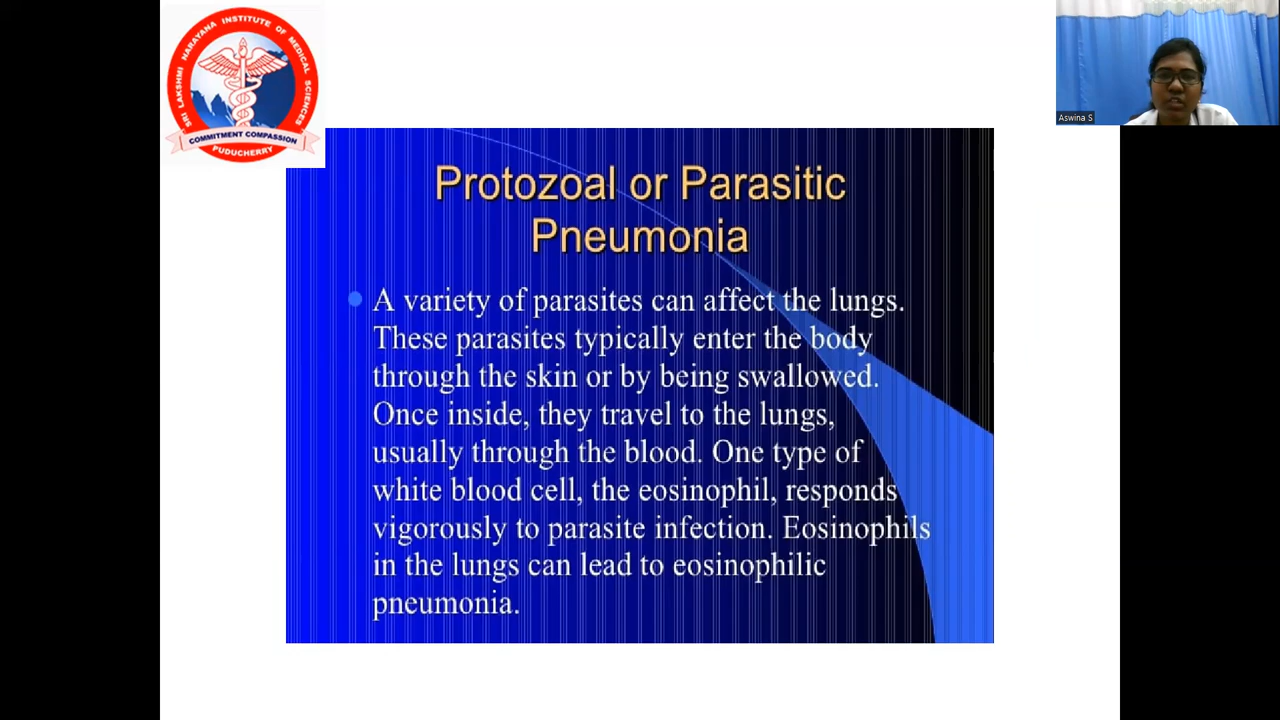 SRI LAKSHMI NARAYANA INSTITUTE OF MEDICAL SCIENCES
COMMITMENT COMPASSION
PUDUCHERRY
Aswina S
Protozoal or Parasitic
Pneumonia
A variety of parasites can affect the lungs.
These parasites typically enter the body
through the skin or by being swallowed.
Once inside, they travel to the lungs,
usually through the blood. One type of
white blood cell, the eosinophil, responds
vigorously to parasite infection. Eosinophils
in the lungs can lead to eosinophilic
pneumonia.